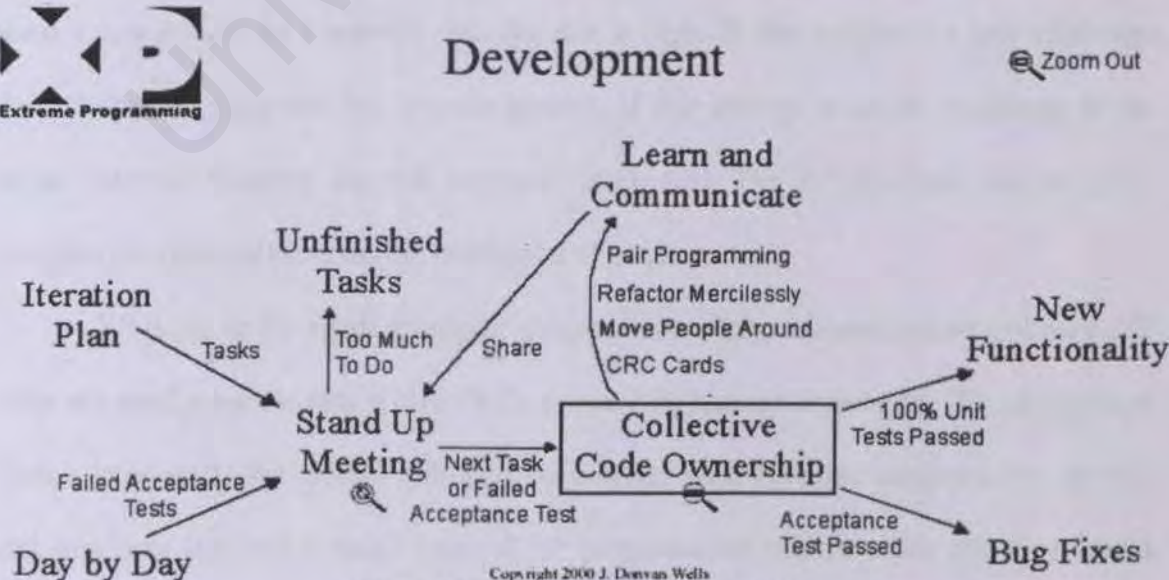 Univ
Extreme Programming
Development
Zoom Out
Learn and
Communicate
Unfinished
Tasks
Pair Programming
Refactor Mercilessly
Move People Around
CRC Cards
Iteration
Plan
Tasks
Too Much
To Do
Share
New
Functionality
100% Unit
Tests Passed
Stand Up
Meeting
Next Task
or Failed
Acceptance Test
Collective
Code Ownership
Failed Acceptance
Tests
Acceptance
Test Passed
Day by Day
Bug Fixes
Copyright 2000 J. Donvan Wells